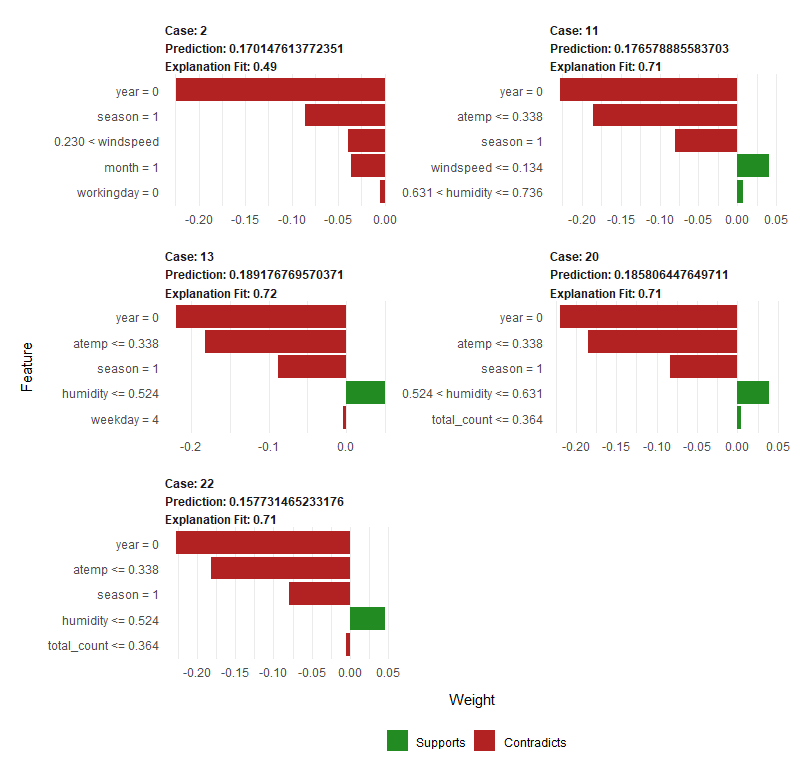 Case: 2
Prediction: 0.170147613772351
Explanation Fit: 0.49
year = 0
season = 1
0.230 < windspeed
month = 1
workingday = 0
-0.20 -0.15 -0.10 -0.05 0.00
Case: 11
Prediction: 0.176578885583703
Explanation Fit: 0.71
year = 0
atemp <= 0.338
season = 1
windspeed <= 0.134
0.631 < humidity <= 0.736
-0.20 -0.15 -0.10 -0.05 0.00 0.05
Case: 13
Prediction: 0.189176769570371
Explanation Fit: 0.72
year = 0
atemp <= 0.338
season = 1
humidity <= 0.524
weekday = 4
-0.2 -0.1 0.0
Case: 20
Prediction: 0.185806447649711
Explanation Fit: 0.71
year = 0
atemp <= 0.338
season = 1
0.524 < humidity <= 0.631
total_count <= 0.364
-0.20 -0.15 -0.10 -0.05 0.00 0.05
Case: 22
Prediction: 0.157731465233176
Explanation Fit: 0.71
year = 0
atemp <= 0.338
season = 1
humidity <= 0.524
total_count <= 0.364
-0.20 -0.15 -0.10 -0.05 0.00 0.05
Feature
Weight
Supports
Contradicts